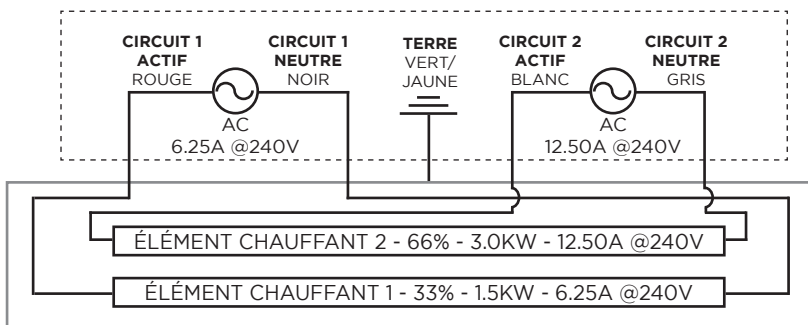 CIRCUIT 1
ACTIF
ROUGE
CIRCUIT 1
NEUTRE
NOIR
TERRE
VERT/
JAUNE
CIRCUIT 2
ACTIF
BLANC
CIRCUIT 2
NEUTRE
GRIS
AC
6.25A @240V
AC
12.50A @240V
ÉLÉMENT CHAUFFANT 2 - 66% - 3.0KW - 12.50A @240V
ÉLÉMENT CHAUFFANT 1 - 33% - 1.5KW - 6.25A @240V